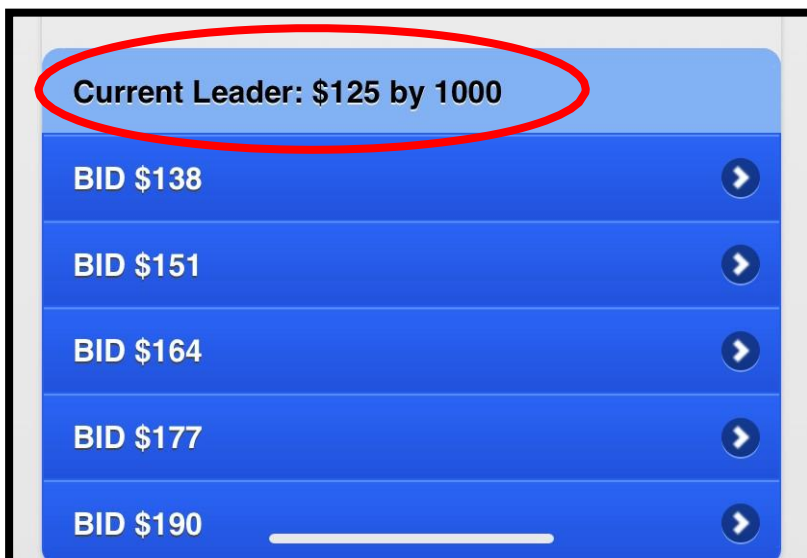 Current Leader: $125 by 1000
BID $138
BID $151
BID $164
BID $177
BID $190